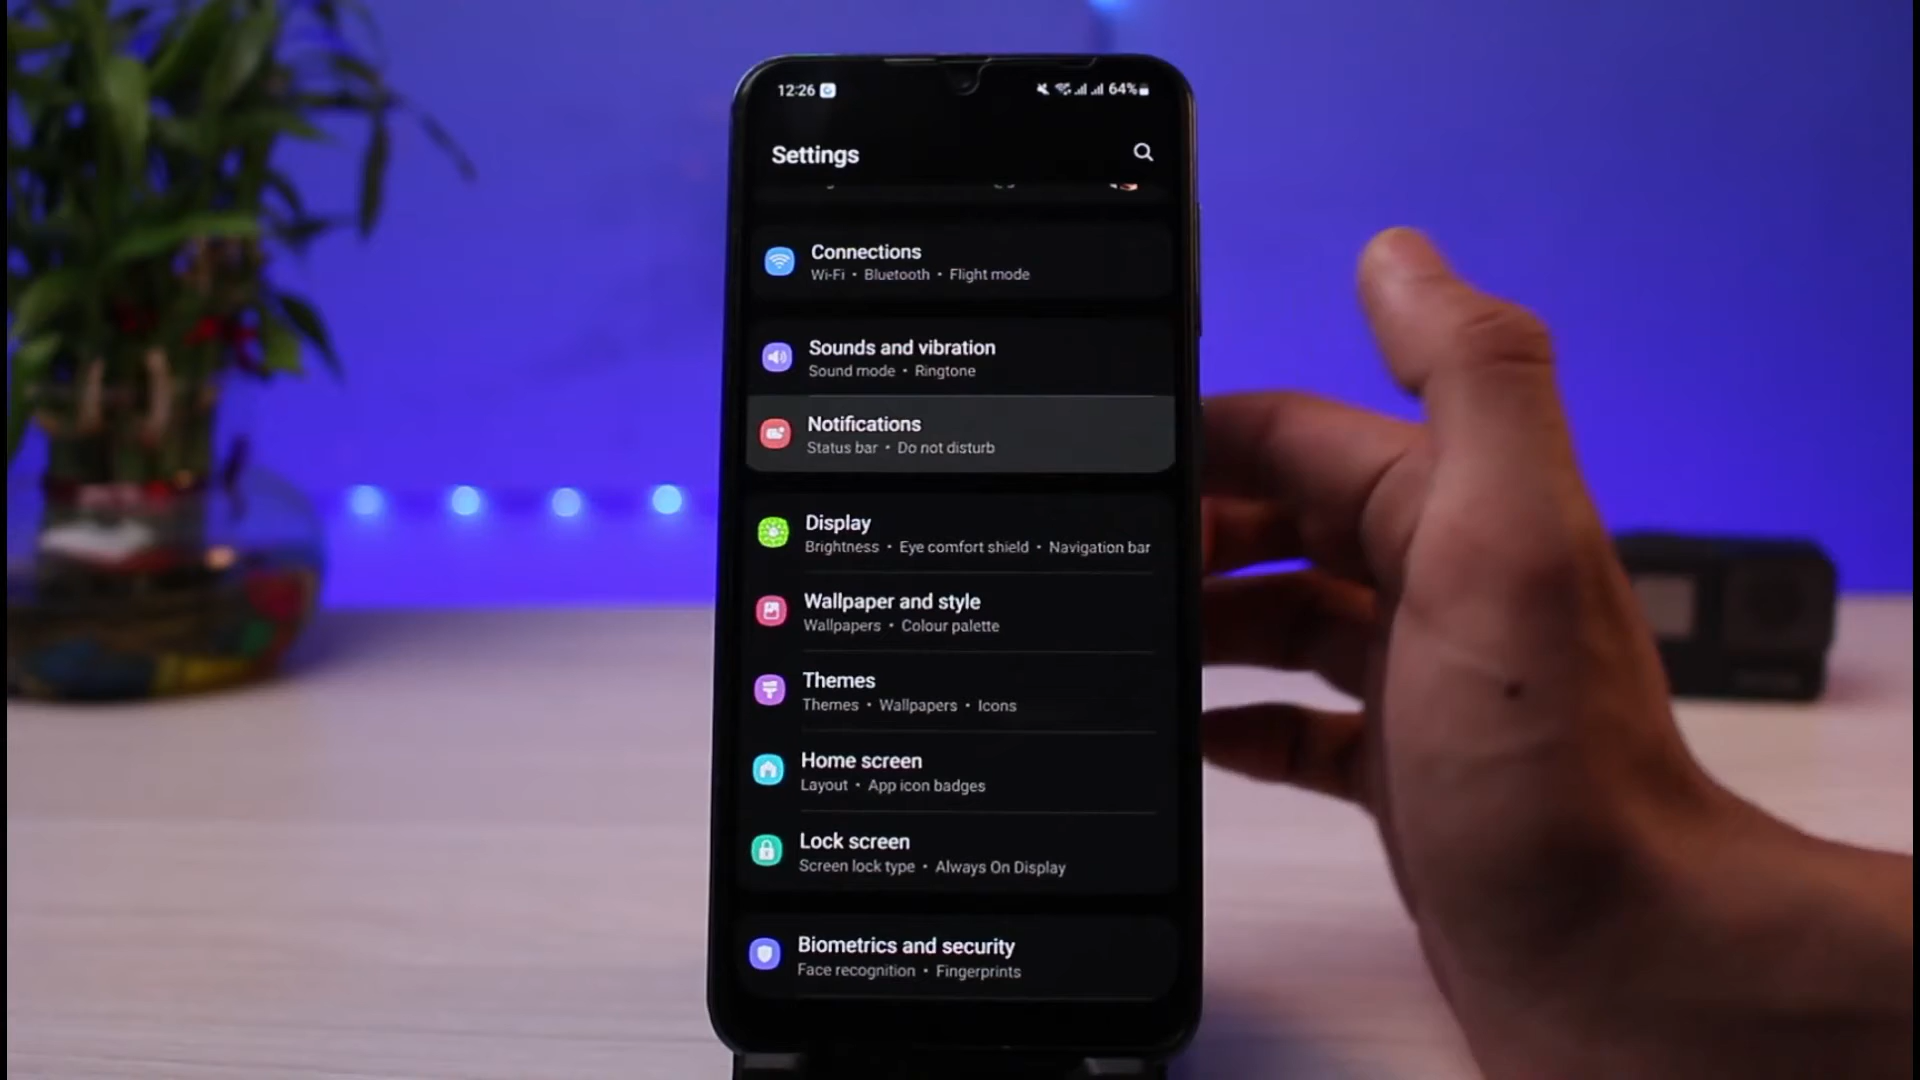 12:26 64%
Settings
Connections
Wi-Fi • Bluetooth • Flight mode
Sounds and vibration
Sound mode • Ringtone
Notifications
Status bar • Do not disturb
Display
Brightness • Eye comfort shield • Navigation bar
Wallpaper and style
Wallpapers • Colour palette
Themes
Themes • Wallpapers • Icons
Home screen
Layout • App icon badges
Lock screen
Screen lock type • Always On Display
Biometrics and security
Face recognition • Fingerprints